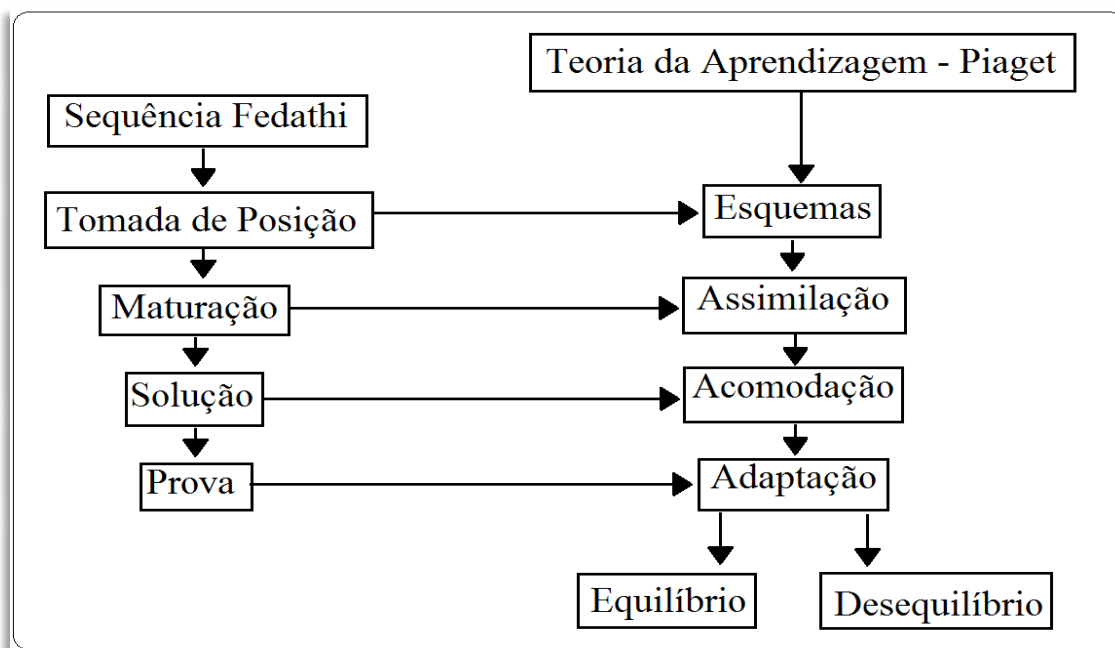 Teoria da Aprendizagem - Piaget
Sequência Fedathi
Tomada de Posição
Esquemas
Maturação
Assimilação
Solução
Acomodação
Prova
Adaptação
Equilíbrio
Desequilíbrio